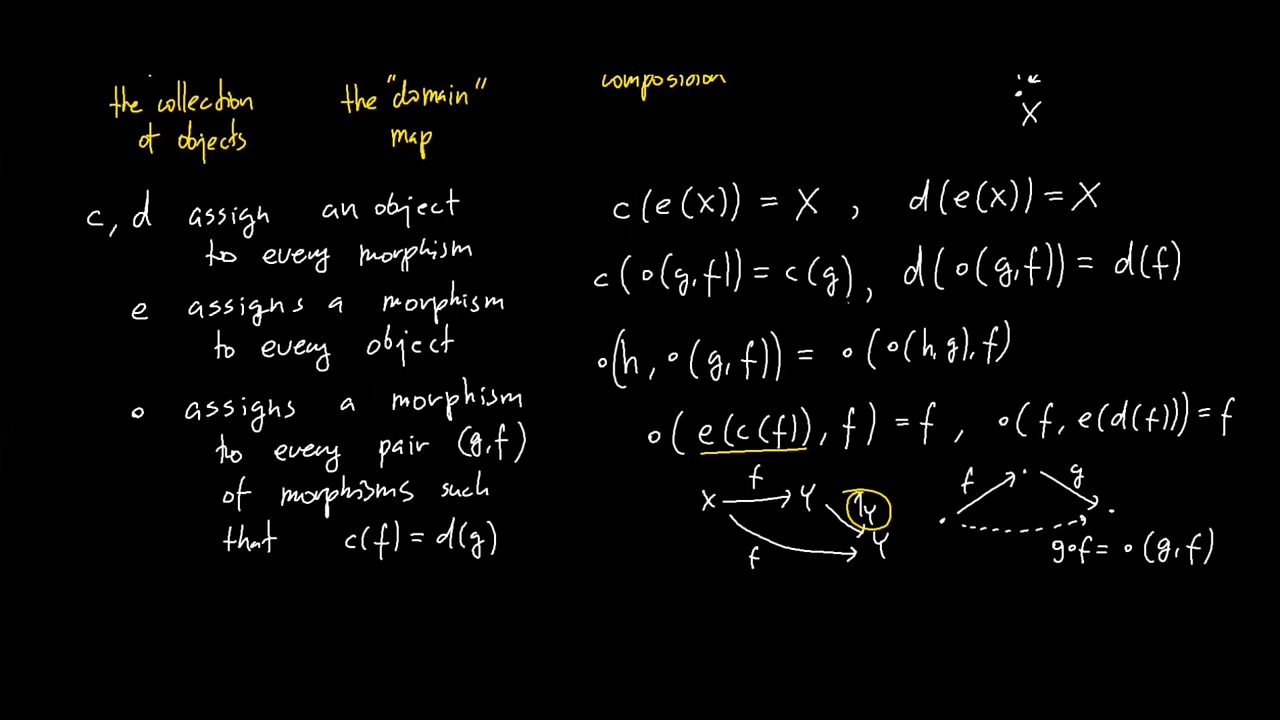 the collection
of objects
the "domain"
map
composition
X
c, d assign an object
to every morphism
e assigns a morphism
to every object
∘ assigns a morphism
to every pair (g,f)
of morphisms such
that c(f) = d(g)
c(e(x)) = X , d(e(x)) = X
c(∘(g,f)) = c(g), d(∘(g,f)) = d(f)
∘(h, ∘(g,f)) = ∘(∘(h,g),f)
∘(e(c(f)), f) = f , ∘(f, e(d(f))) = f
f
X Y 1Y
f Y
f g
g∘f = ∘(g,f)